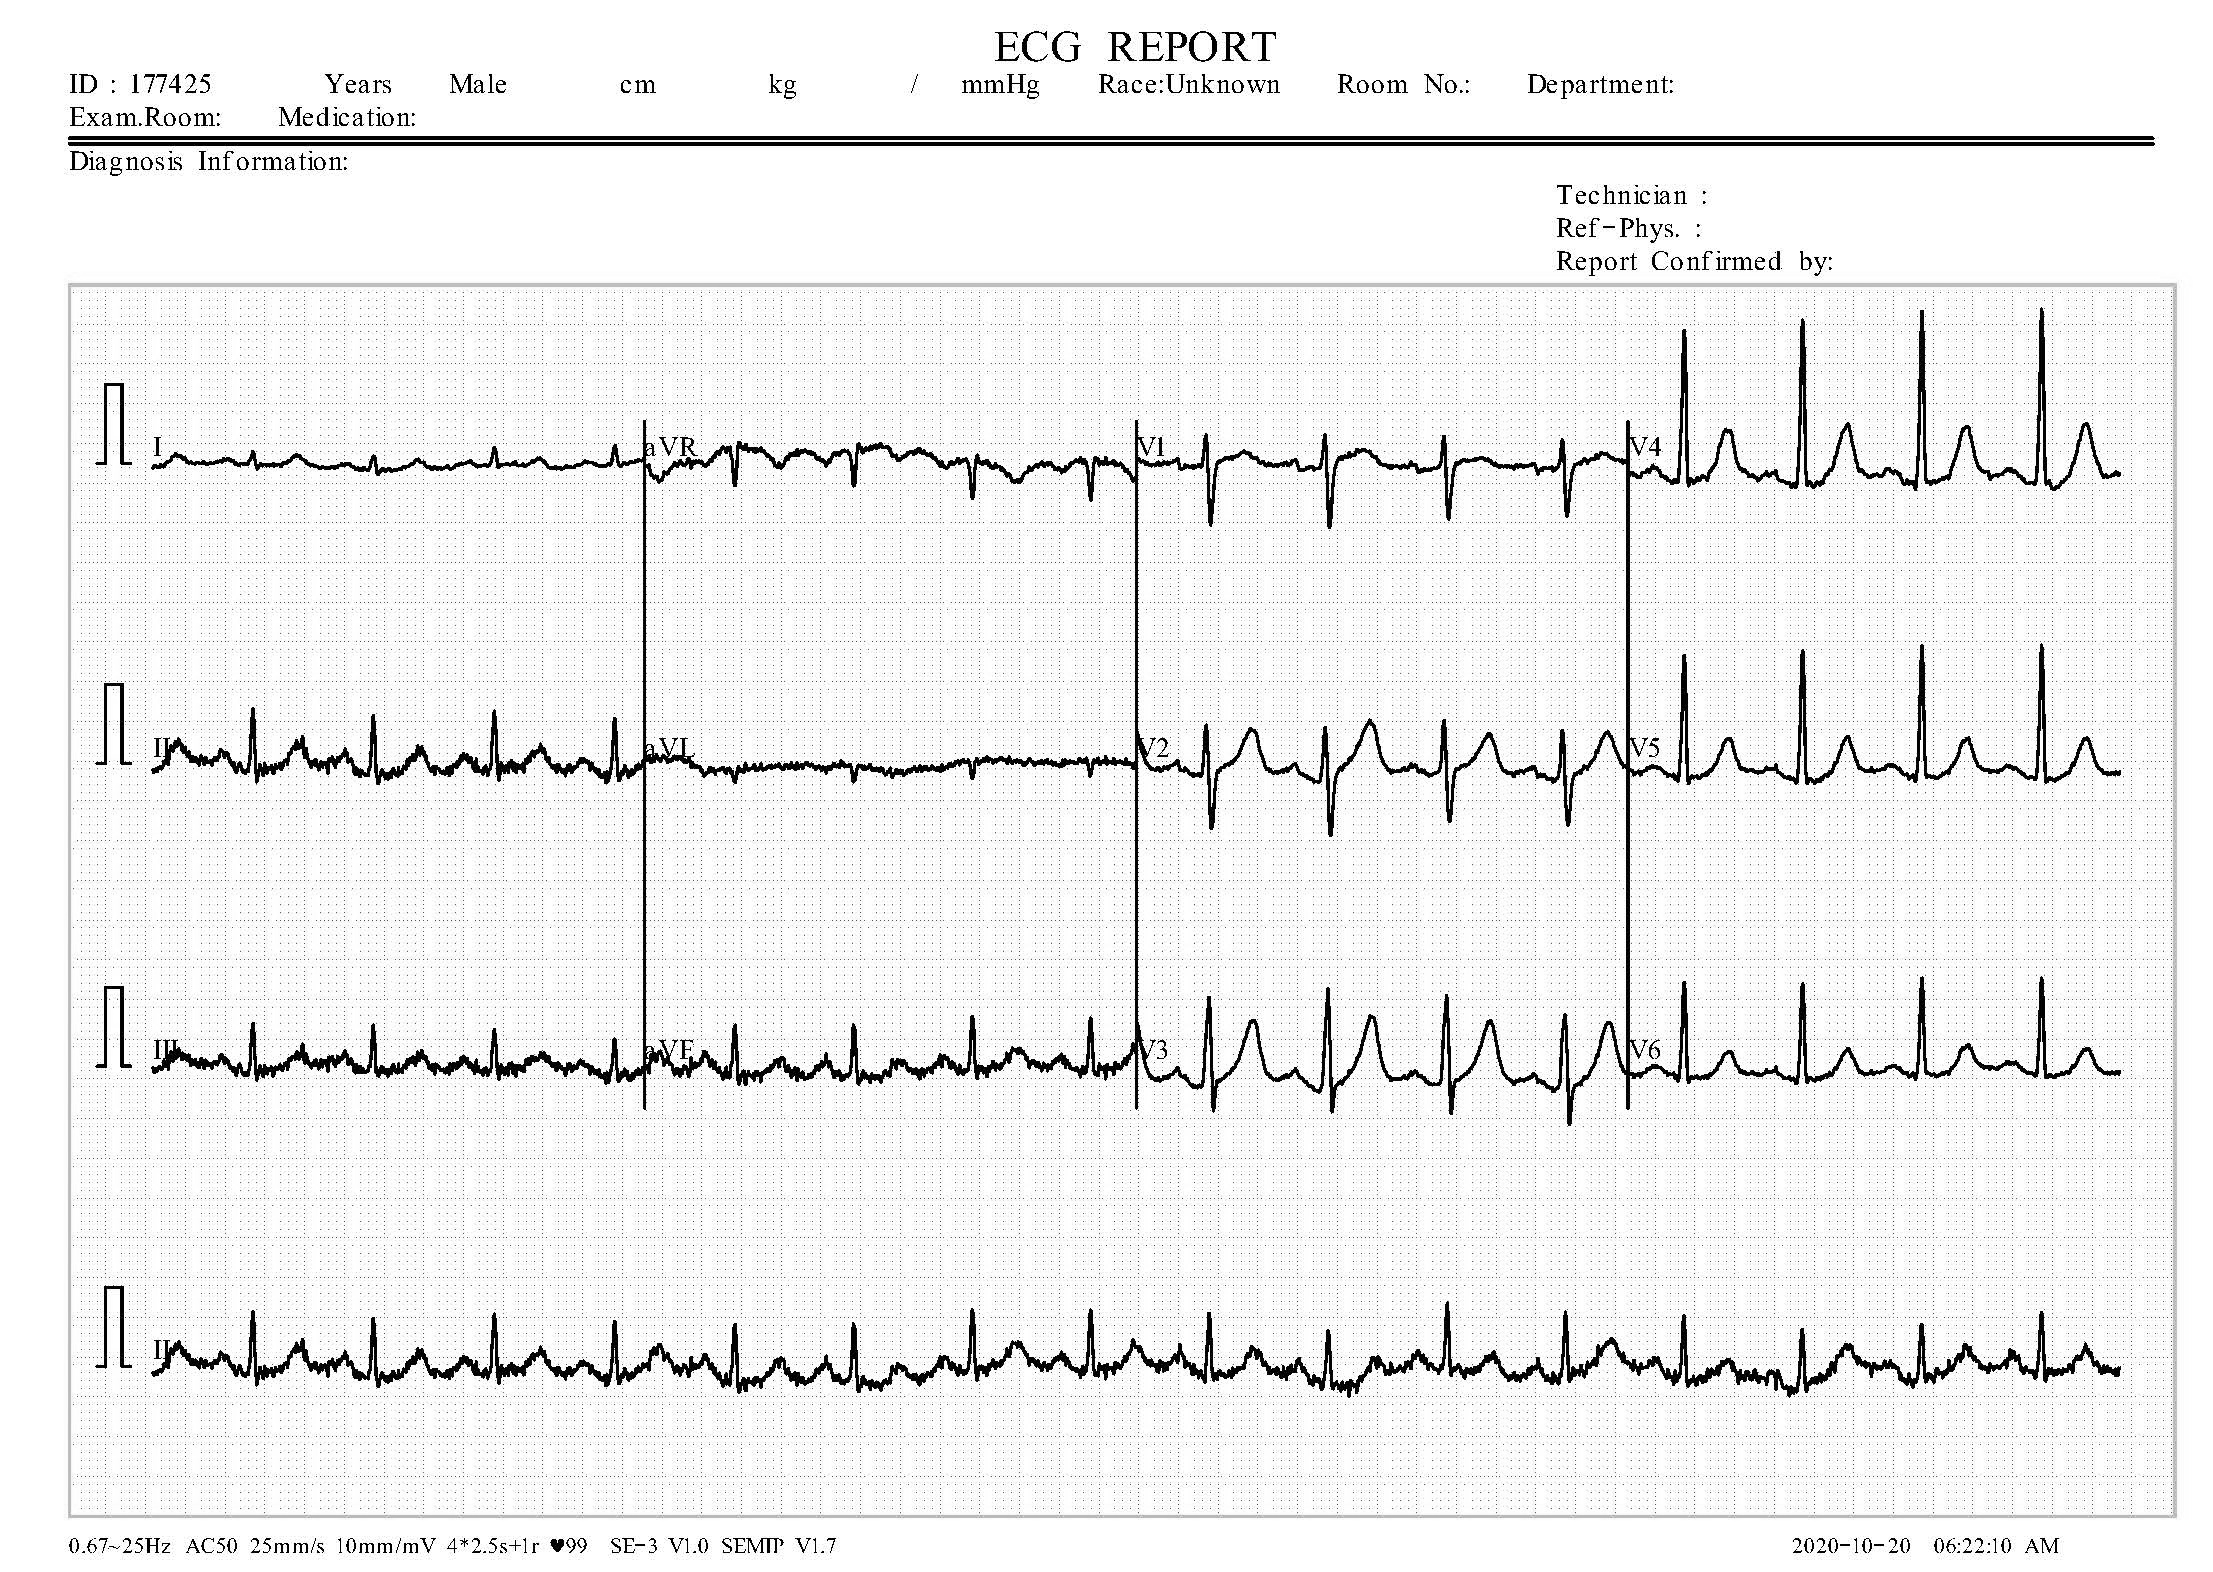 ECG REPORT
ID : 177425 Years Male cm kg / mmHg Race:Unknown Room No.: Department:
Exam.Room: Medication:
Diagnosis Information:
Technician :
Ref-Phys. :
Report Confirmed by:
I aVR V1 V4
II aVL V2 V5
III aVF V3 V6
II
0.67~25Hz AC50 25mm/s 10mm/mV 4*2.5s+1r ♥99 SE-3 V1.0 SEMIP V1.7 2020-10-20 06:22:10 AM